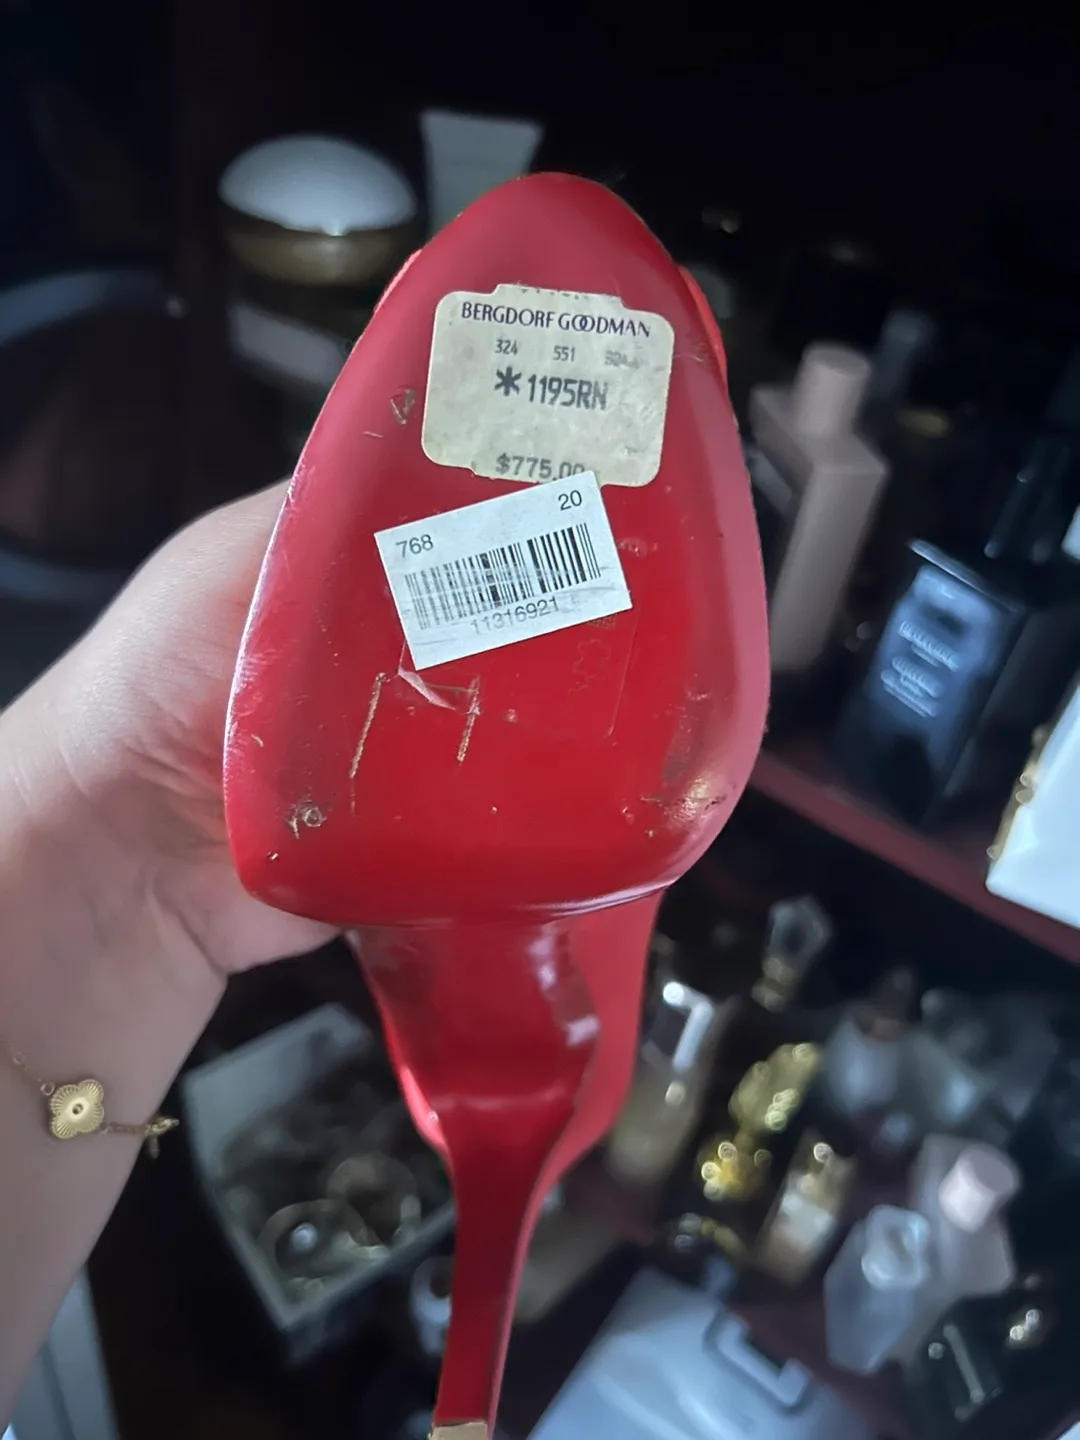 BERGDORF GOODMAN
324 551
*1195RN
$775.00
20
768
11316921